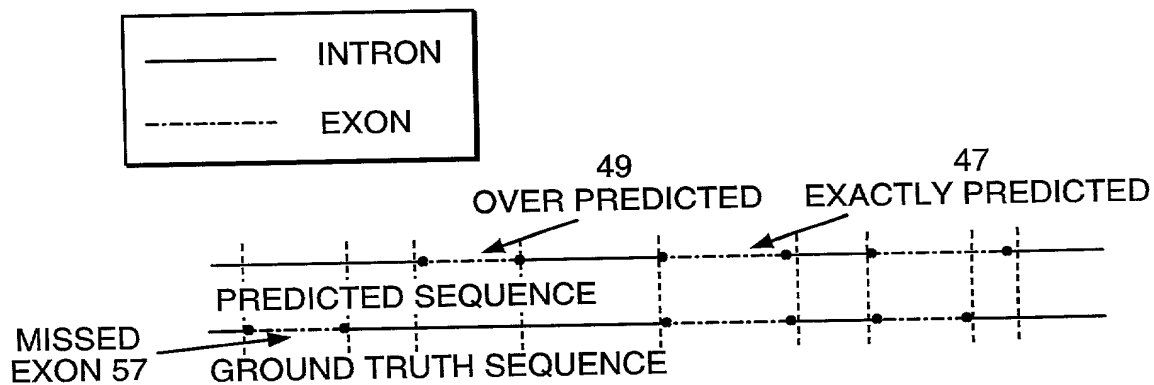 INTRON
EXON
49
OVER PREDICTED
47
EXACTLY PREDICTED
PREDICTED SEQUENCE
MISSED
EXON 57
GROUND TRUTH SEQUENCE